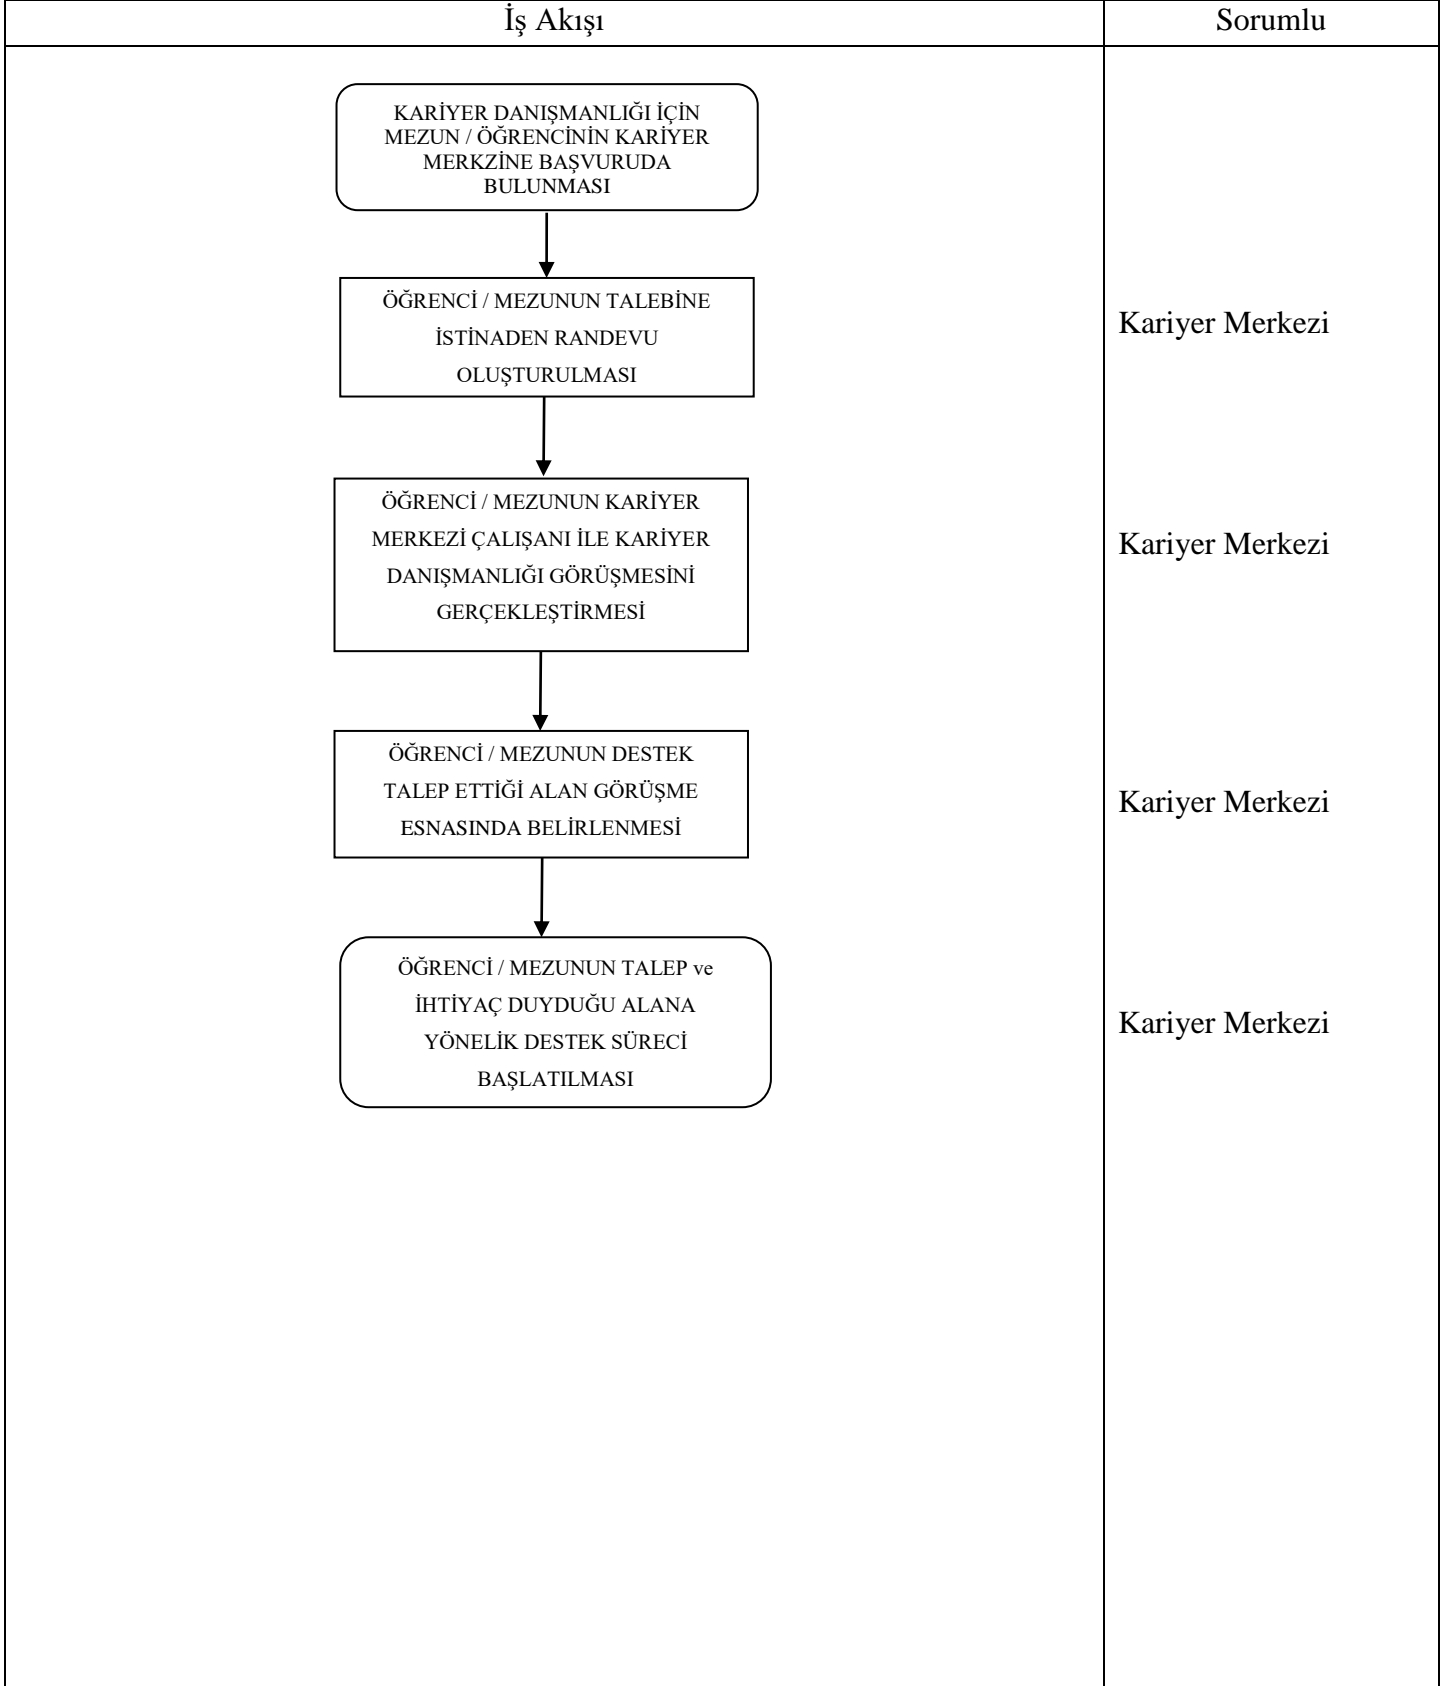 İş Akışı
Sorumlu
KARİYER DANIŞMANLIĞI İÇİN
MEZUN / ÖĞRENCİNİN KARİYER
MERKZİNE BAŞVURUDA
BULUNMASI
ÖĞRENCİ / MEZUNUN TALEBİNE
İSTİNADEN RANDEVU
OLUŞTURULMASI
Kariyer Merkezi
ÖĞRENCİ / MEZUNUN KARİYER
MERKEZİ ÇALIŞANI İLE KARİYER
DANIŞMANLIĞI GÖRÜŞMESİNİ
GERÇEKLEŞTİRMESİ
Kariyer Merkezi
ÖĞRENCİ / MEZUNUN DESTEK
TALEP ETTİĞİ ALAN GÖRÜŞME
ESNASINDA BELİRLENMESİ
Kariyer Merkezi
ÖĞRENCİ / MEZUNUN TALEP ve
İHTİYAÇ DUYDUĞU ALANA
YÖNELİK DESTEK SÜRECİ
BAŞLATILMASI
Kariyer Merkezi